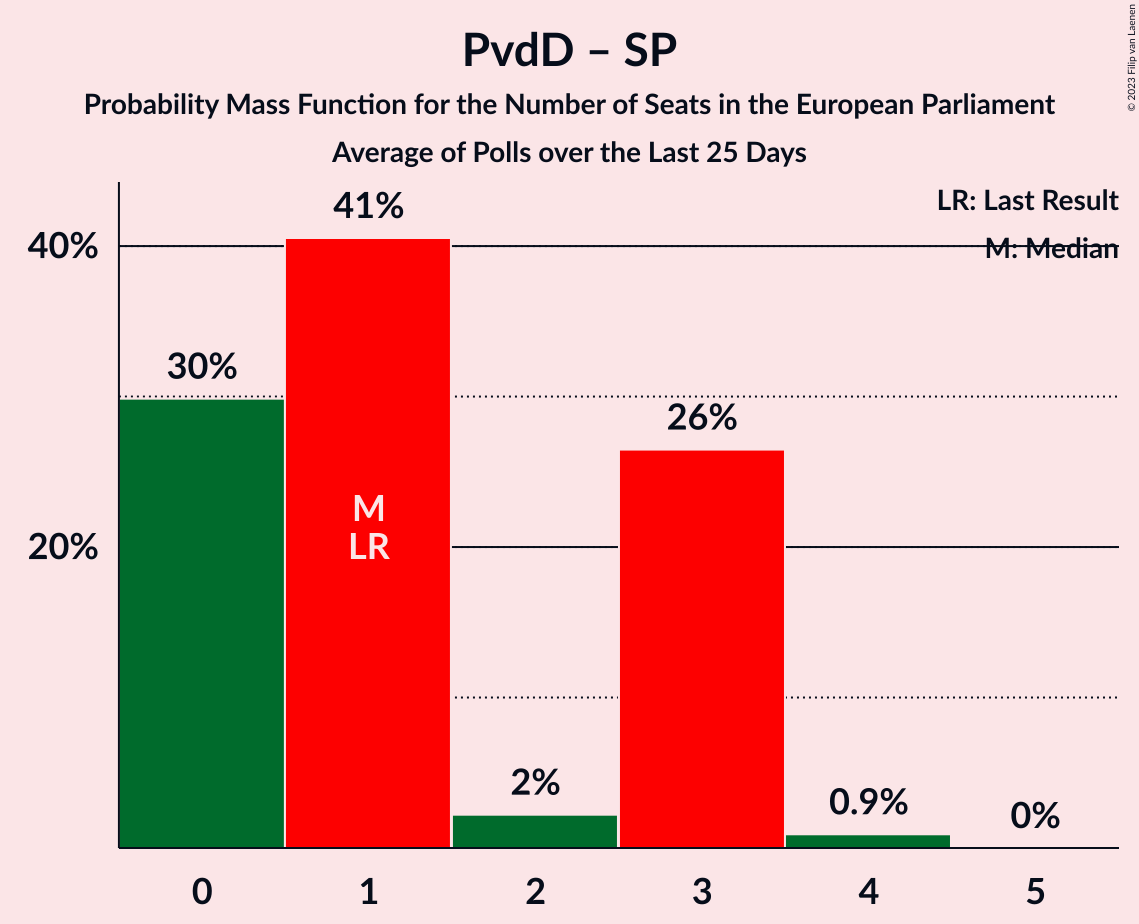 © 2023 Filip van Laenen
PvdD – SP
Probability Mass Function for the Number of Seats in the European Parliament
Average of Polls over the Last 25 Days
LR: Last Result
M: Median
40%
20%
30%
41%
M
LR
2%
26%
0.9%
0%
0 1 2 3 4 5